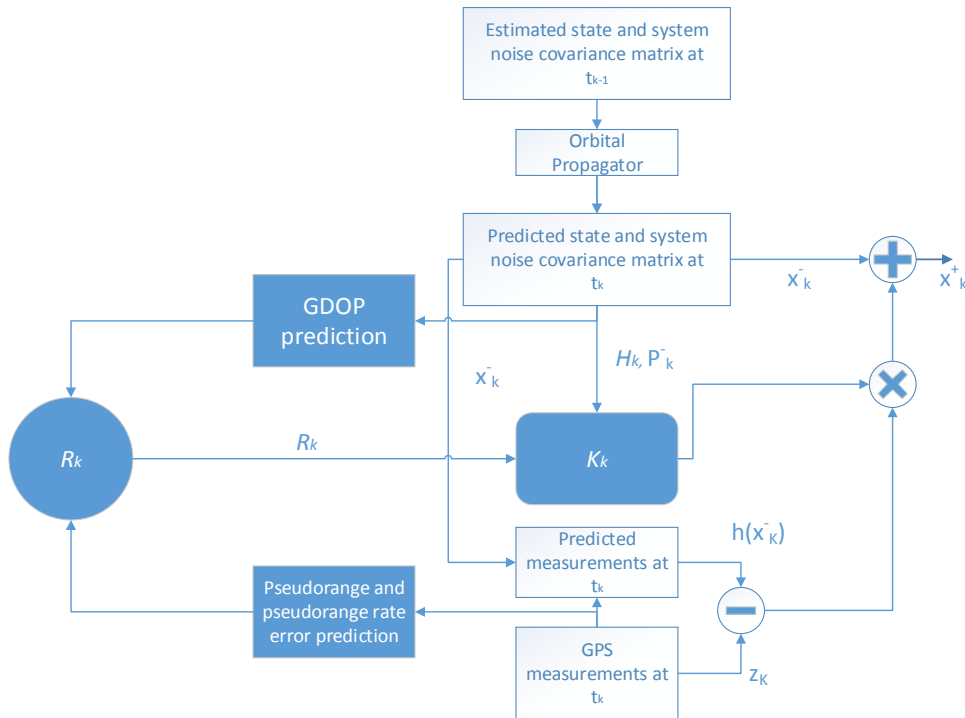 Estimated state and system
noise covariance matrix at
tk-1
Orbital
Propagator
Predicted state and system
noise covariance matrix at
tk
x⁻k
x⁺k
GDOP
prediction
Hk, P⁻k
x⁻k
Rk
Rk
Kk
Predicted
measurements at
tk
h(x⁻K)
Pseudorange and
pseudorange rate
error prediction
GPS
measurements at
tk
zK